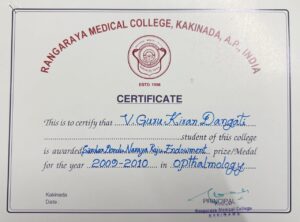 RANGARAYA MEDICAL COLLEGE, KAKINADA, A.P., INDIA
ESTD: 1958
CERTIFICATE
This is to certify that V. Guru Kiran Dangati
student of this college
is awarded Sankar Bondu Narayya Raju Endowment prize/Medal
for the year 2009-2010 in Opthalmology
Kakinada
Date
PRINCIPAL
Rangaraya Medical College
KAKINADA